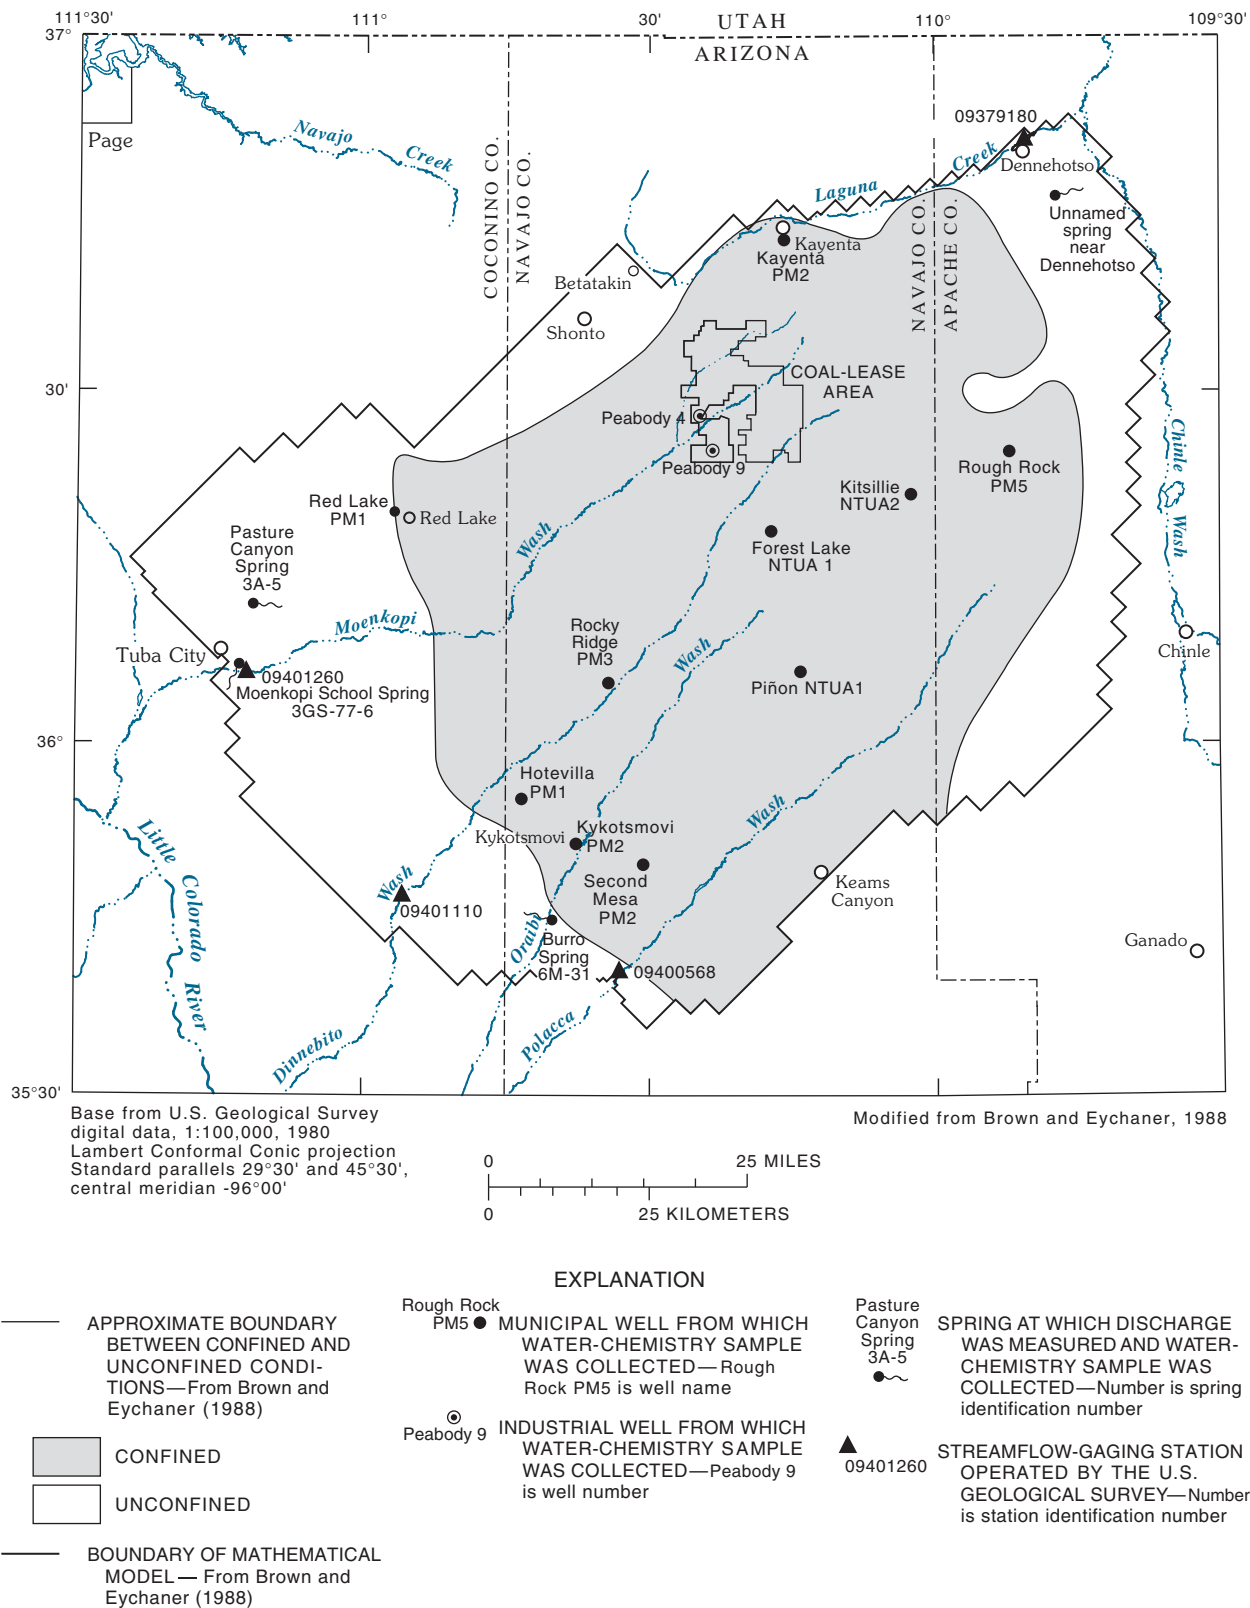 111°30'
111°
30'
UTAH
110°
109°30'
37°
ARIZONA
Page
Navajo
Creek
COCONINO CO.
NAVAJO CO.
09379180
Creek
Dennehotso
Laguna
Unnamed
spring
near
Dennehotso
NAVAJO CO.
APACHE CO.
Kayenta
Kayenta
PM2
Betatakin
Shonto
30'
COAL-LEASE
AREA
Peabody 4
Peabody 9
Chinle
Wash
Rough Rock
PM5
Kitsillie
NTUA2
Red Lake
PM1
Red Lake
Wash
Forest Lake
NTUA 1
Pasture
Canyon
Spring
3A-5
Moenkopi
Rocky
Ridge
PM3
Wash
Chinle
Tuba City
09401260
Moenkopi School Spring
3GS-77-6
Piñon NTUA1
36°
Hotevilla
PM1
Wash
Kykotsmovi
Kykotsmovi
PM2
Little
Colorado
River
Second
Mesa
PM2
Keams
Canyon
Wash
09401110
Oraibi
Burro
Spring
6M-31
09400568
Ganado
Polacca
Dinnebito
35°30'
Base from U.S. Geological Survey
digital data, 1:100,000, 1980
Lambert Conformal Conic projection
Standard parallels 29°30' and 45°30',
central meridian -96°00'
Modified from Brown and Eychaner, 1988
0
25 MILES
0
25 KILOMETERS
EXPLANATION
APPROXIMATE BOUNDARY
BETWEEN CONFINED AND
UNCONFINED CONDI-
TIONS—From Brown and
Eychaner (1988)
CONFINED
UNCONFINED
BOUNDARY OF MATHEMATICAL
MODEL — From Brown and
Eychaner (1988)
Rough Rock
PM5
MUNICIPAL WELL FROM WHICH
WATER-CHEMISTRY SAMPLE
WAS COLLECTED—Rough
Rock PM5 is well name
Peabody 9
INDUSTRIAL WELL FROM WHICH
WATER-CHEMISTRY SAMPLE
WAS COLLECTED—Peabody 9
is well number
Pasture
Canyon
Spring
3A-5
SPRING AT WHICH DISCHARGE
WAS MEASURED AND WATER-
CHEMISTRY SAMPLE WAS
COLLECTED—Number is spring
identification number
09401260
STREAMFLOW-GAGING STATION
OPERATED BY THE U.S.
GEOLOGICAL SURVEY—Number
is station identification number